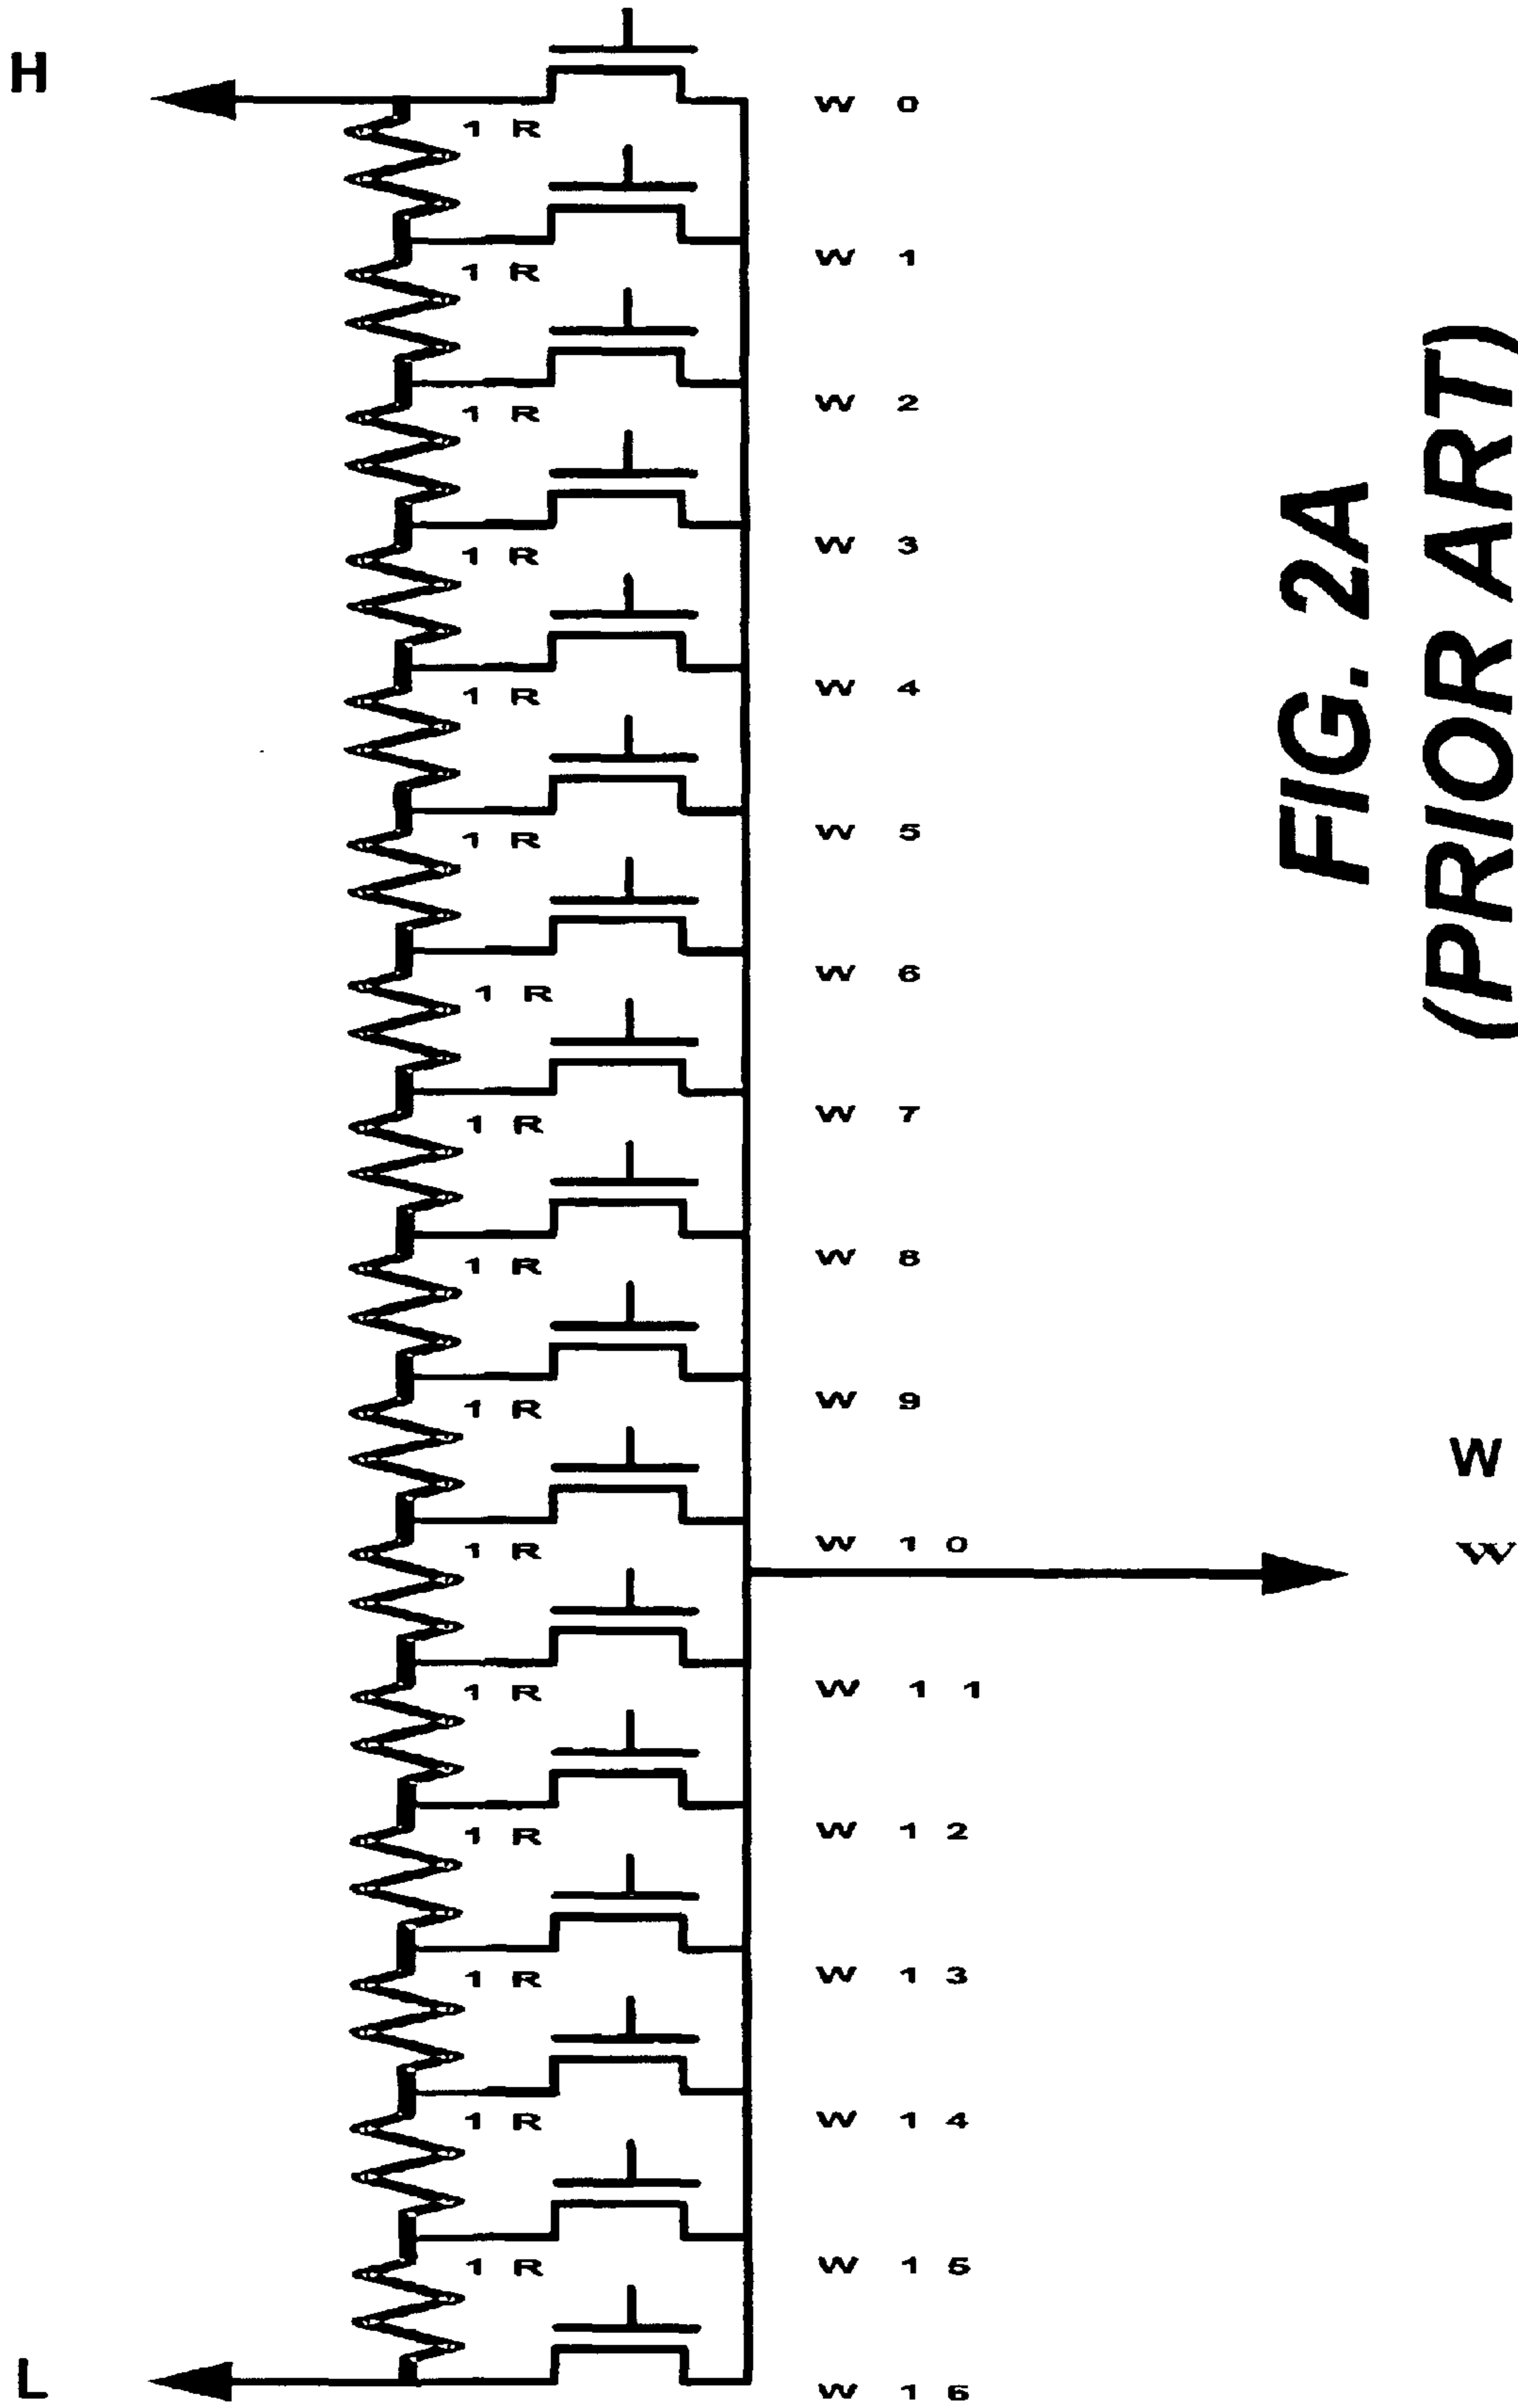 H
W 0
1 R
W 1
1 R
W 2
1 R
W 3
1 R
W 4
1 R
W 5
1 R
W 6
1 R
W 7
1 R
W 8
1 R
W 9
1 R
W 10
1 R
W 11
1 R
W 12
1 R
W 13
1 R
W 14
1 R
W 15
1 R
L
W 16
W
W
FIG. 2A
(PRIOR ART)